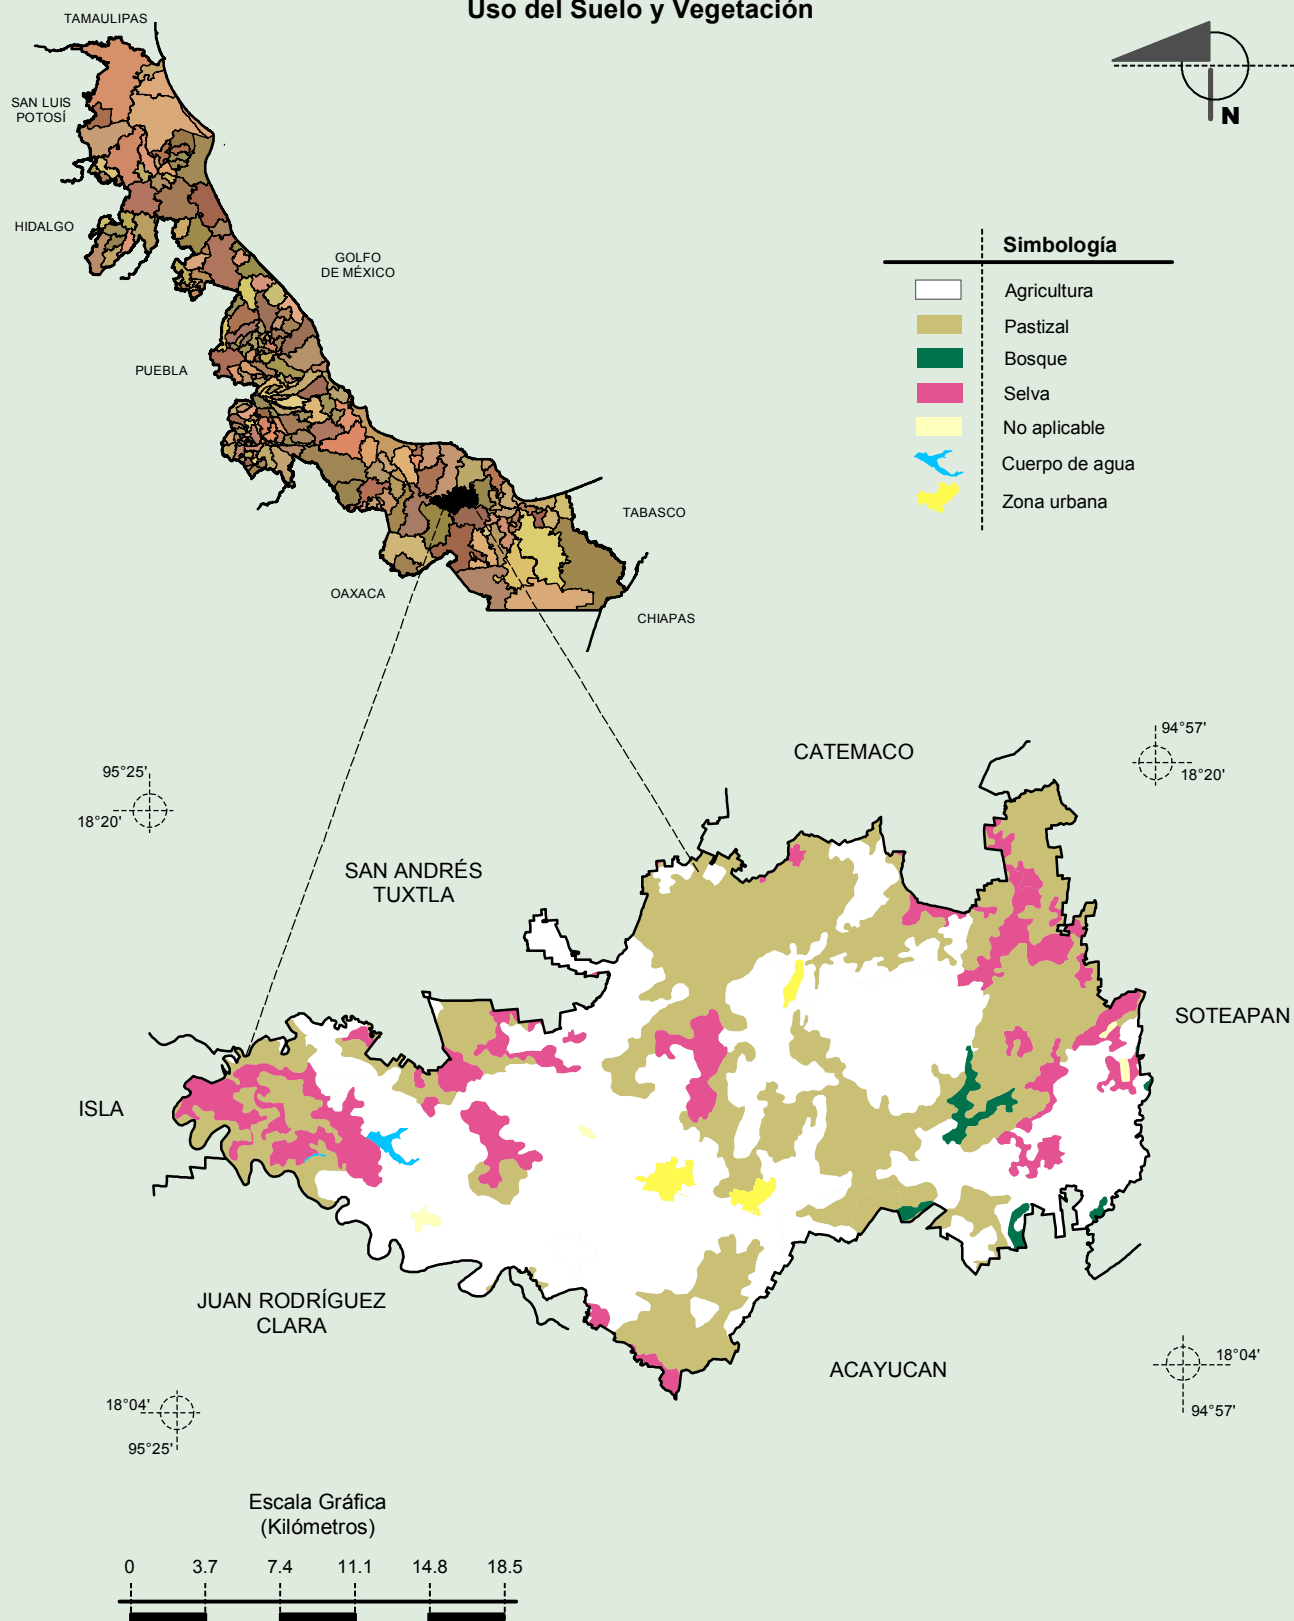 Uso del Suelo y Vegetación
TAMAULIPAS
SAN LUIS
POTOSÍ
HIDALGO
GOLFO
DE MÉXICO
PUEBLA
OAXACA
TABASCO
CHIAPAS
N
Simbología
Agricultura
Pastizal
Bosque
Selva
No aplicable
Cuerpo de agua
Zona urbana
95°25'
18°20'
94°57'
18°20'
CATEMACO
SAN ANDRÉS
TUXTLA
SOTEAPAN
ISLA
JUAN RODRÍGUEZ
CLARA
ACAYUCAN
18°04'
95°25'
18°04'
94°57'
Escala Gráfica
(Kilómetros)
0 3.7 7.4 11.1 14.8 18.5